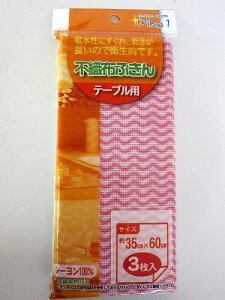 Pika
吸水性にすぐれ、乾きが
良いので衛生的です。
不織布ふきん
テーブル用
サイズ
約35cm×60cm
3枚入
レーヨン100%